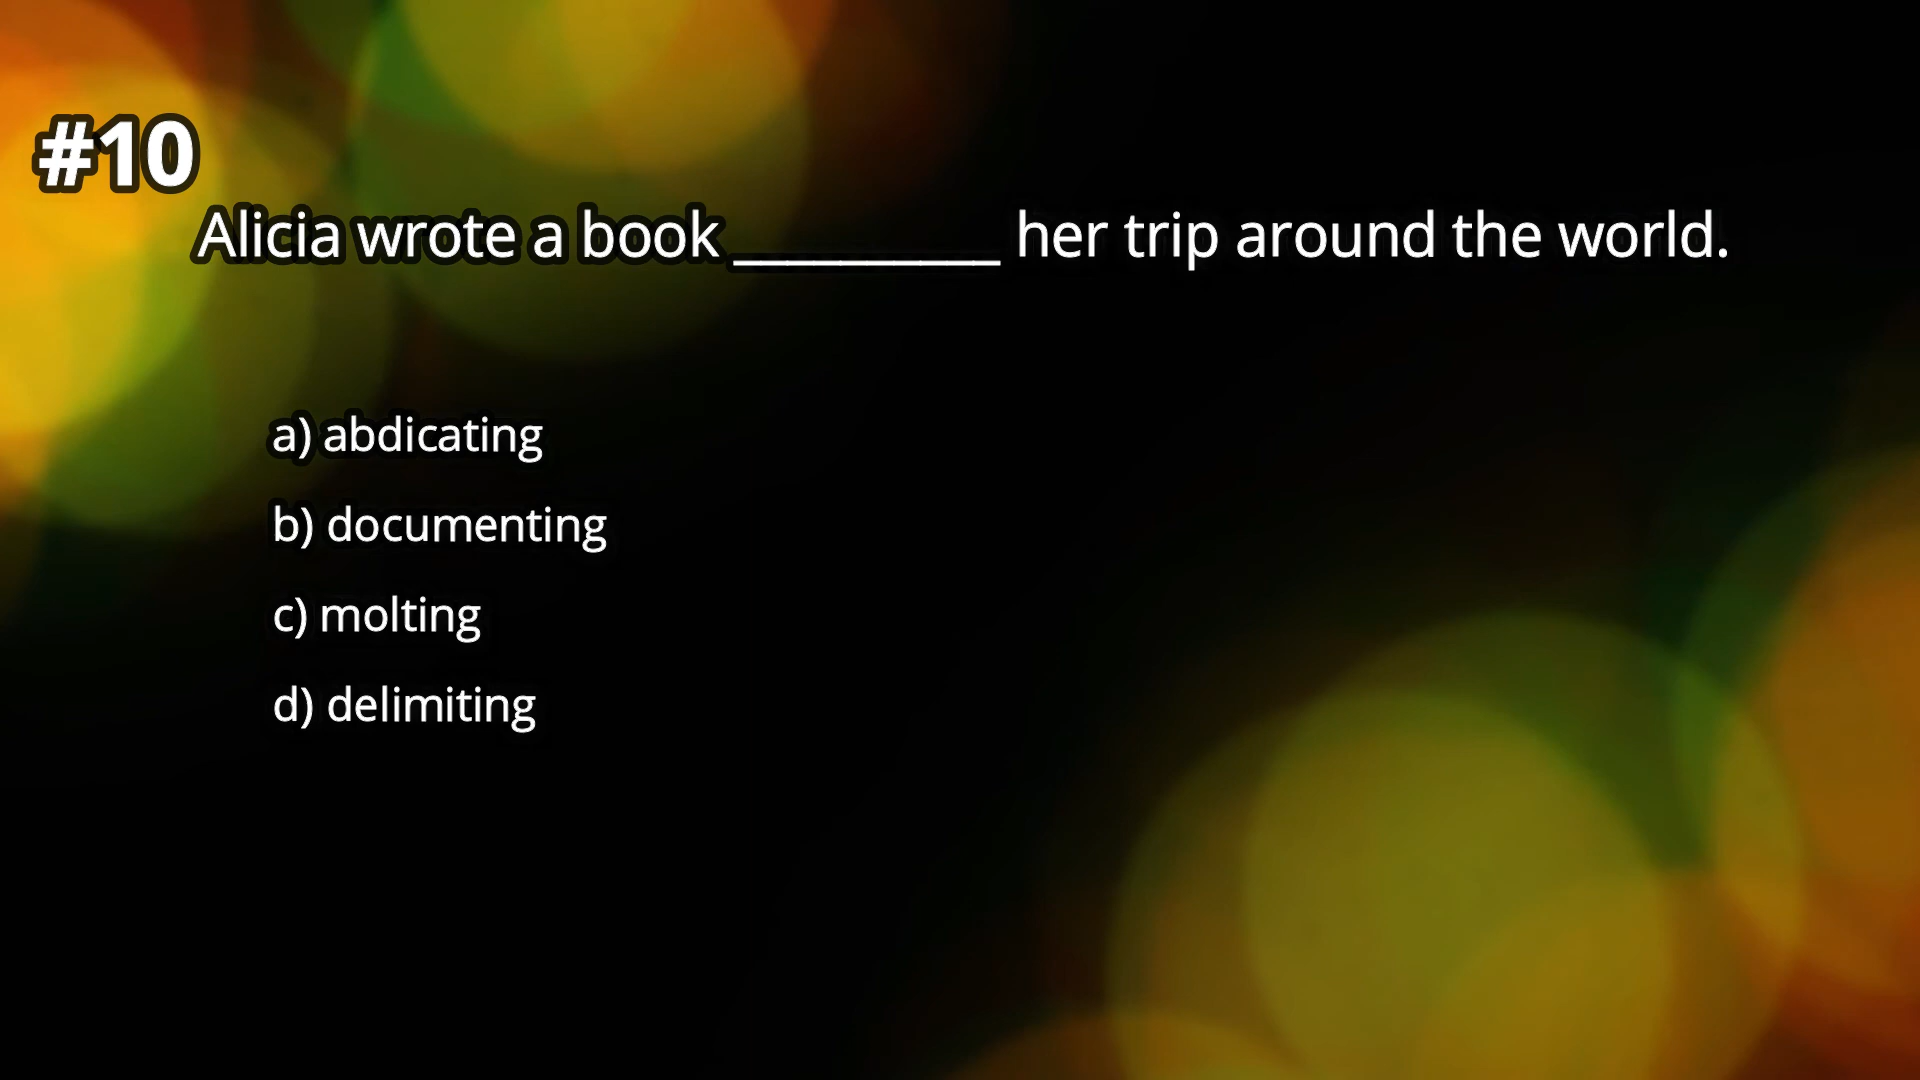 #10
Alicia wrote a book __________ her trip around the world.
a) abdicating
b) documenting
c) molting
d) delimiting